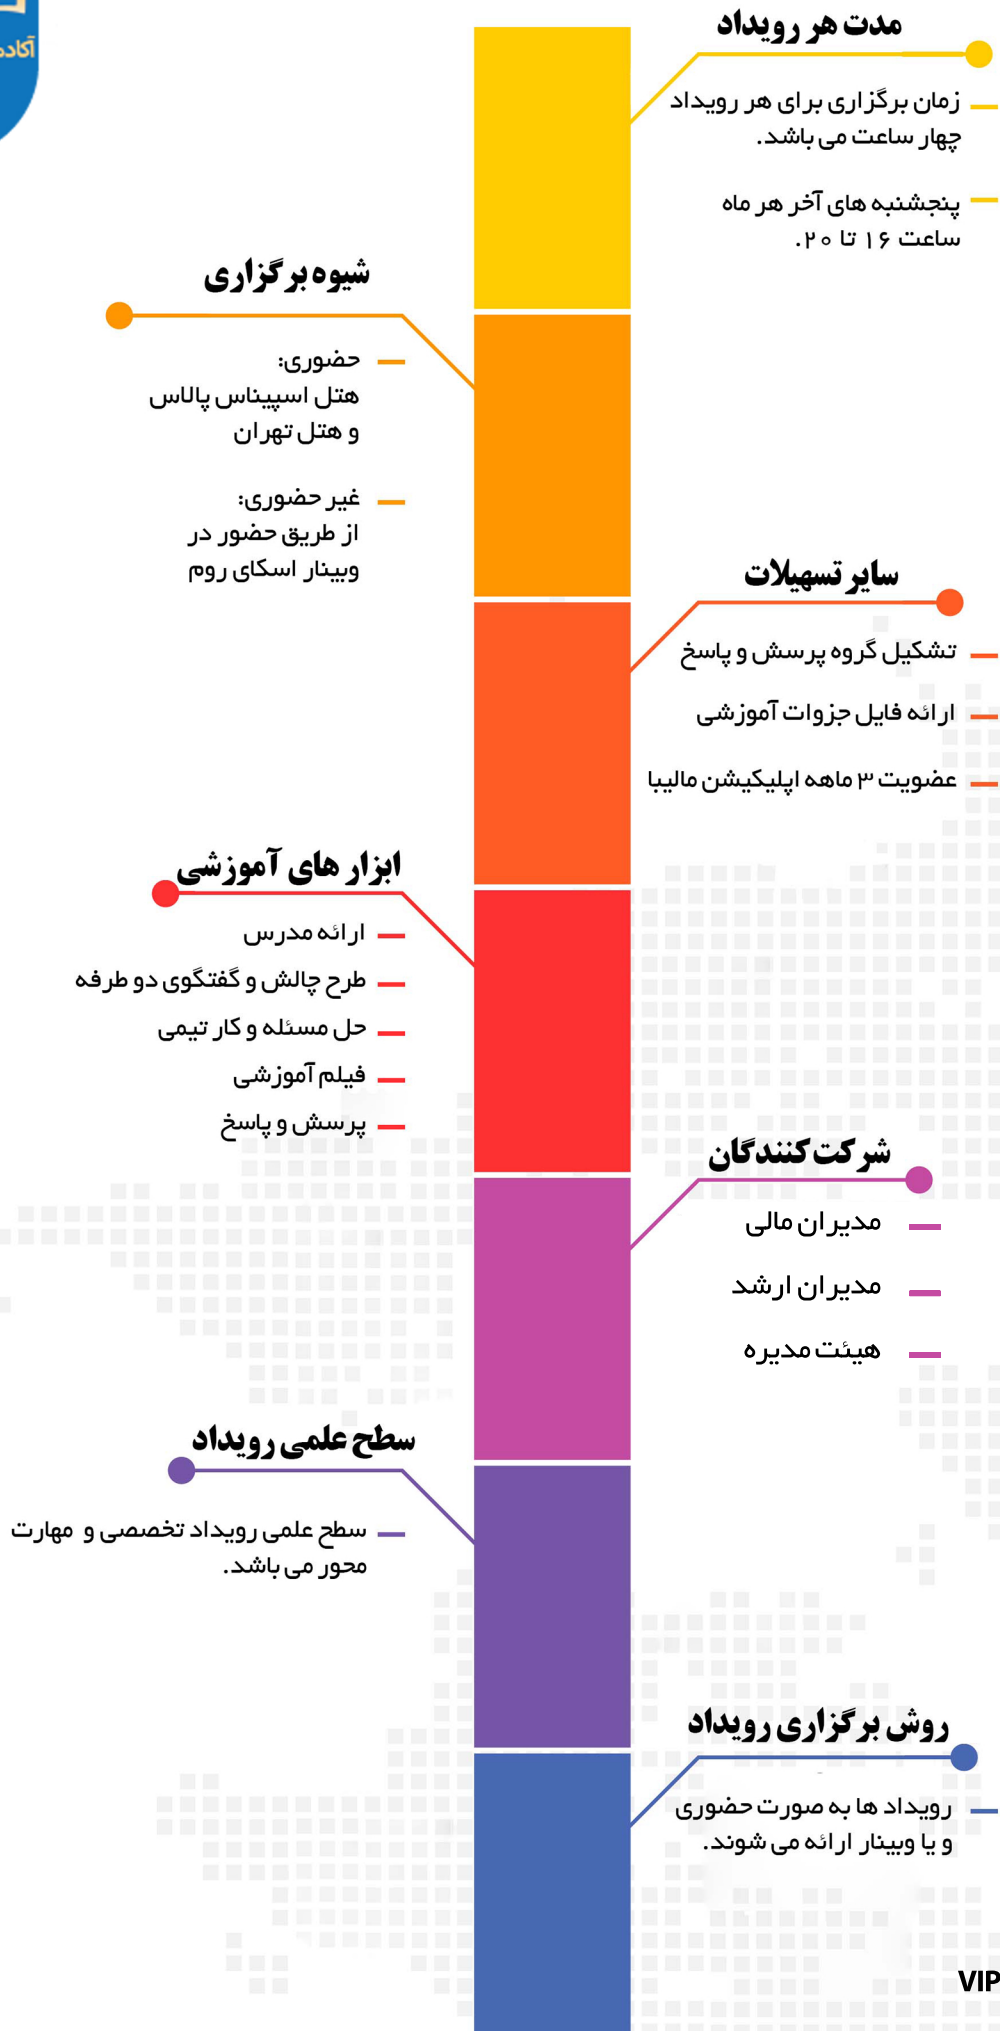 مدت هر رویداد
زمان برگزاری برای هر رویداد
چهار ساعت می باشد.
پنجشنبه های آخر هر ماه
ساعت ۱۶ تا ۲۰.
شیوه برگزاری
حضوری:
هتل اسپیناس پالاس
و هتل تهران
غیر حضوری:
از طریق حضور در
وبینار اسکای روم
سایر تسهیلات
تشکیل گروه پرسش و پاسخ
ارائه فایل جزوات آموزشی
عضویت ۳ ماهه اپلیکیشن مالیبا
ابزار های آموزشی
ارائه مدرس
طرح چالش و گفتگوی دو طرفه
حل مسئله و کار تیمی
فیلم آموزشی
پرسش و پاسخ
شرکت کنندگان
مدیران مالی
مدیران ارشد
هیئت مدیره
سطح علمی رویداد
سطح علمی رویداد تخصصی و مهارت
محور می باشد.
روش برگزاری رویداد
رویداد ها به صورت حضوری
و یا وبینار ارائه می شوند.
VIP